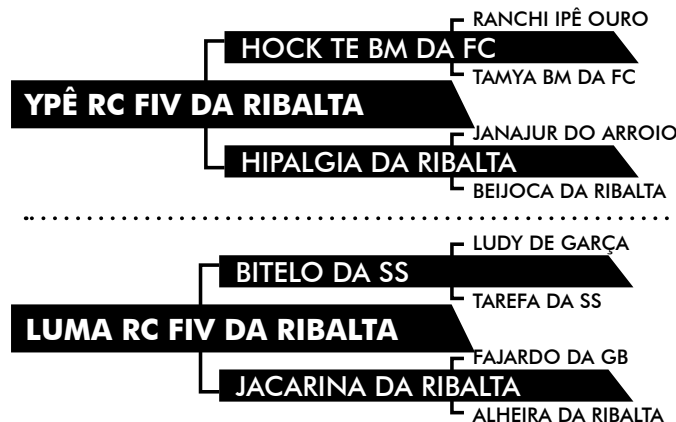 RANCHI IPÊ OURO
HOCK TE BM DA FC
TAMYA BM DA FC
YPÊ RC FIV DA RIBALTA
JANAJUR DO ARROIO
HIPALGIA DA RIBALTA
BEIJOCA DA RIBALTA
LUDY DE GARÇA
BITELO DA SS
TAREFA DA SS
LUMA RC FIV DA RIBALTA
FAJARDO DA GB
JACARINA DA RIBALTA
ALHEIRA DA RIBALTA